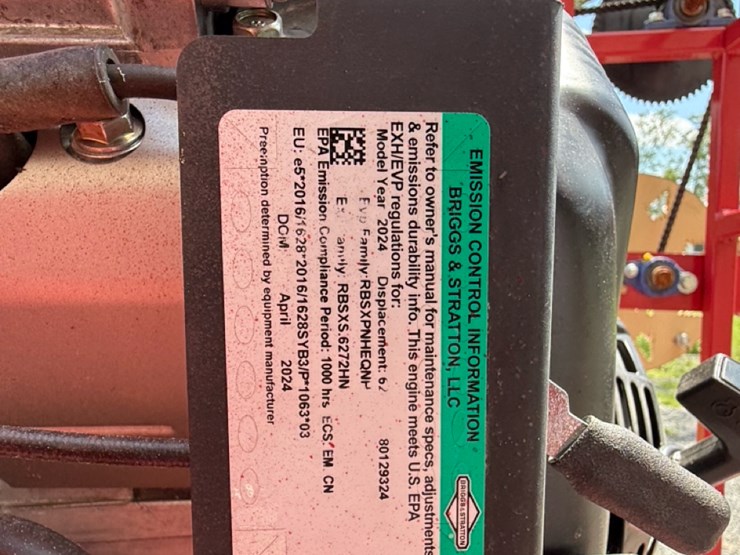 EMISSION CONTROL INFORMATION
BRIGGS & STRATTON, LLC
BRIGGS&STRATTON
Refer to owner's manual for maintenance specs, adjustments
& emissions durability info. This engine meets U.S. EPA
EXH/EVP regulations for:
Model Year 2024 Displacement: 80129324
Evp Family: RBSXPNHEQNH
Family: RBSXS.6272HN
EPA Emission Compliance Period: 1000 hrs ECS: EM, CN
EU: e5*2016/1628*2016/1628SYB3/P*1063*03
DOM: April 2024
Preemption determined by equipment manufacturer